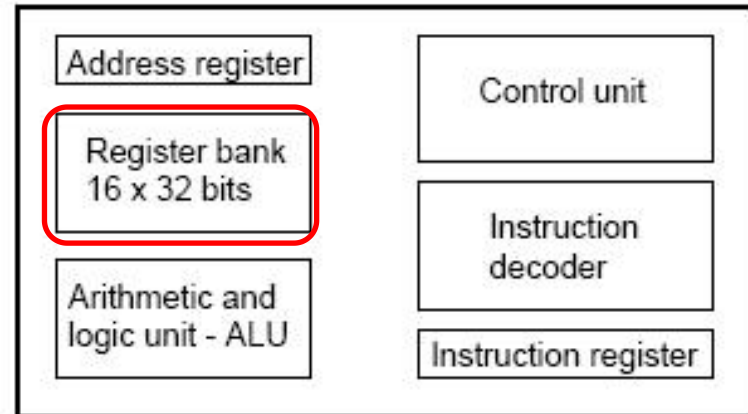 Address register
Register bank
16 x 32 bits
Arithmetic and
logic unit - ALU
Control unit
Instruction
decoder
Instruction register